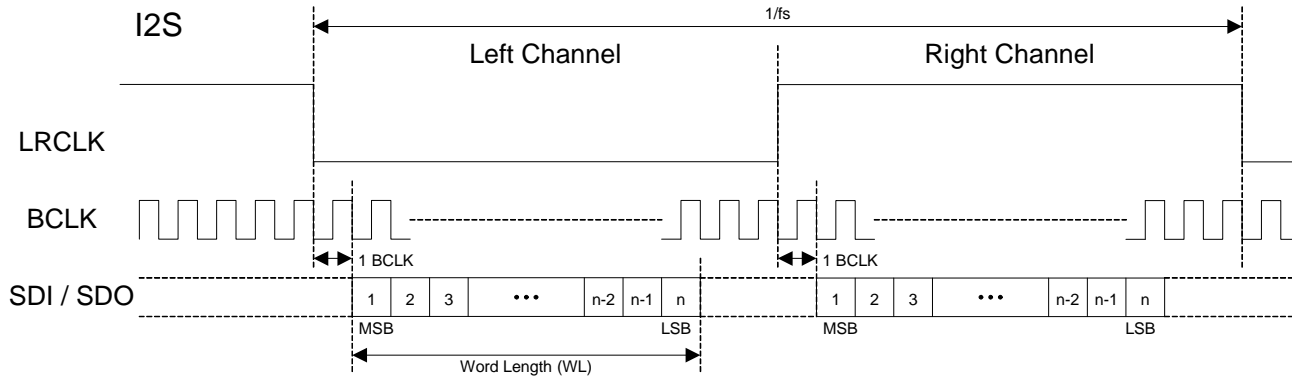 I2S
1/fs
Left Channel Right Channel
LRCLK
BCLK
1 BCLK 1 BCLK
SDI / SDO
1 2 3 ••• n-2 n-1 n 1 2 3 ••• n-2 n-1 n
MSB LSB MSB LSB
Word Length (WL)